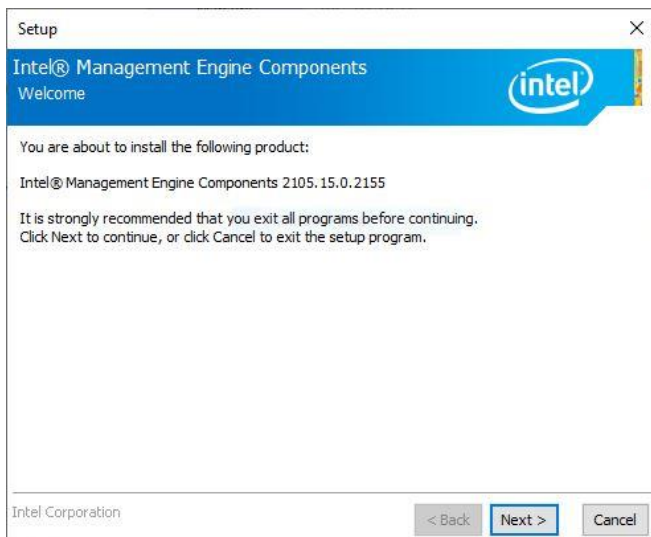 Setup
Intel® Management Engine Components
Welcome
intel
You are about to install the following product:
Intel® Management Engine Components 2105.15.0.2155
It is strongly recommended that you exit all programs before continuing.
Click Next to continue, or click Cancel to exit the setup program.
Intel Corporation
< Back Next > Cancel